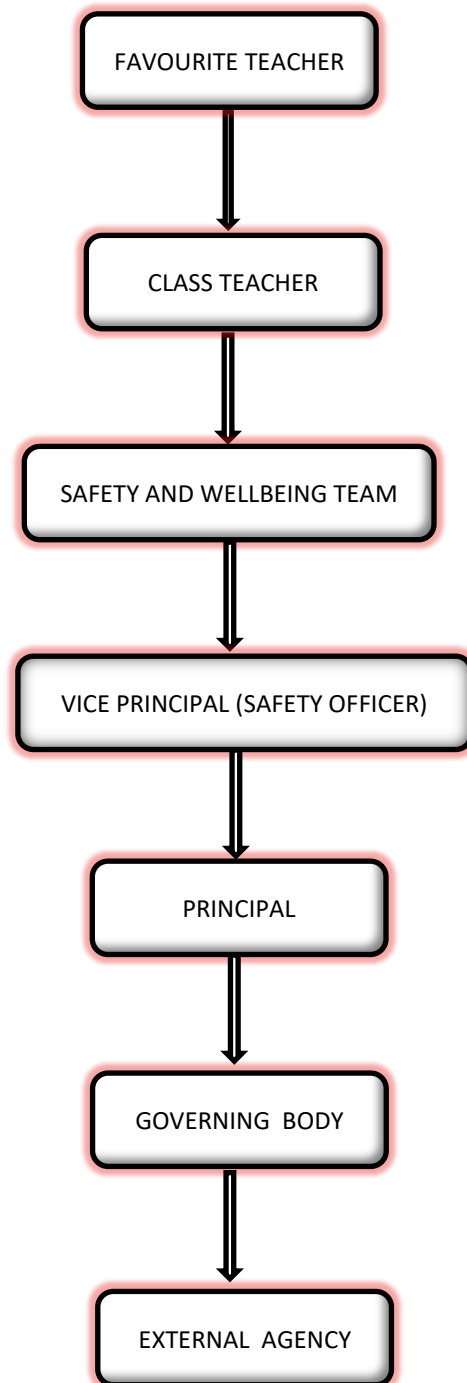 FAVOURITE TEACHER
CLASS TEACHER
SAFETY AND WELLBEING TEAM
VICE PRINCIPAL (SAFETY OFFICER)
PRINCIPAL
GOVERNING BODY
EXTERNAL AGENCY